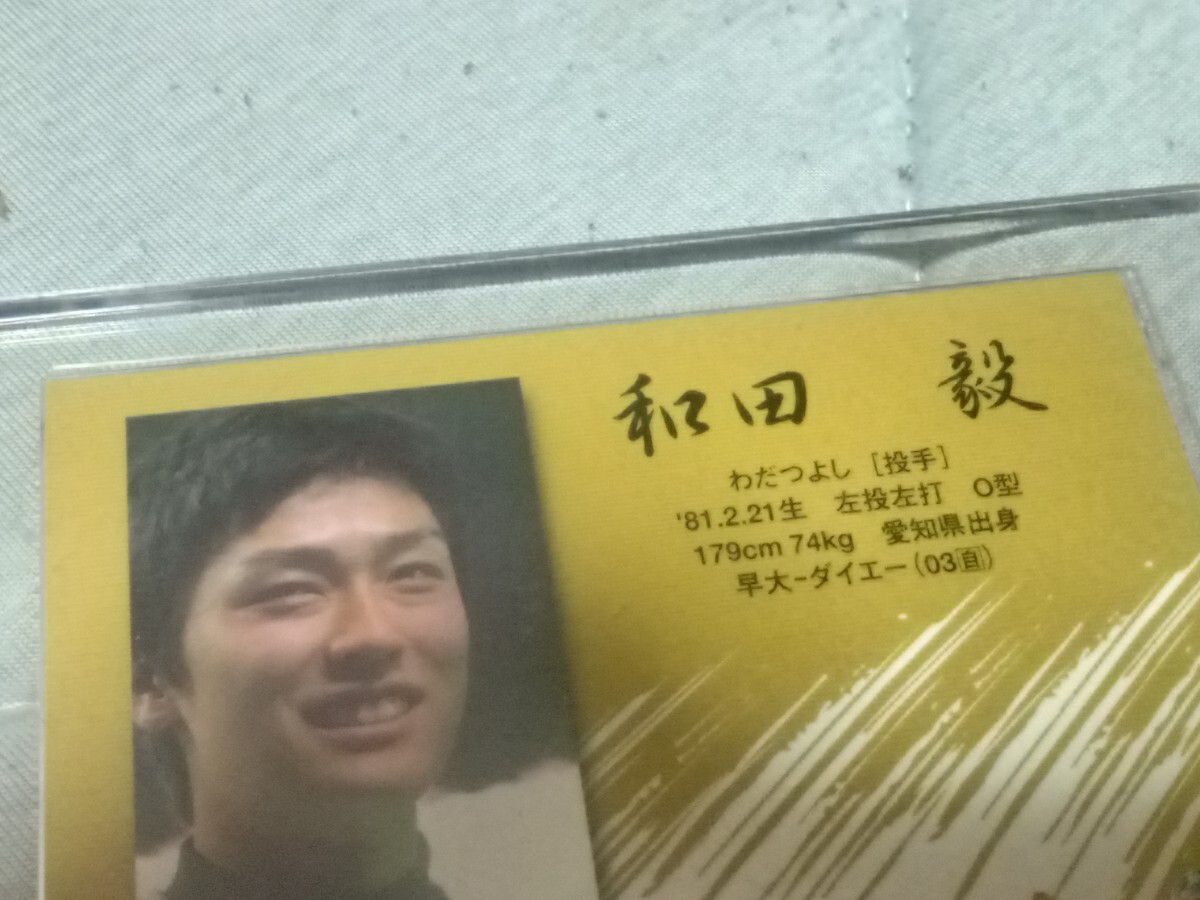 和田 毅
わだつよし [投手]
'81.2.21生 左投左打 O型
179cm 74kg 愛知県出身
早大-ダイエー(03自)